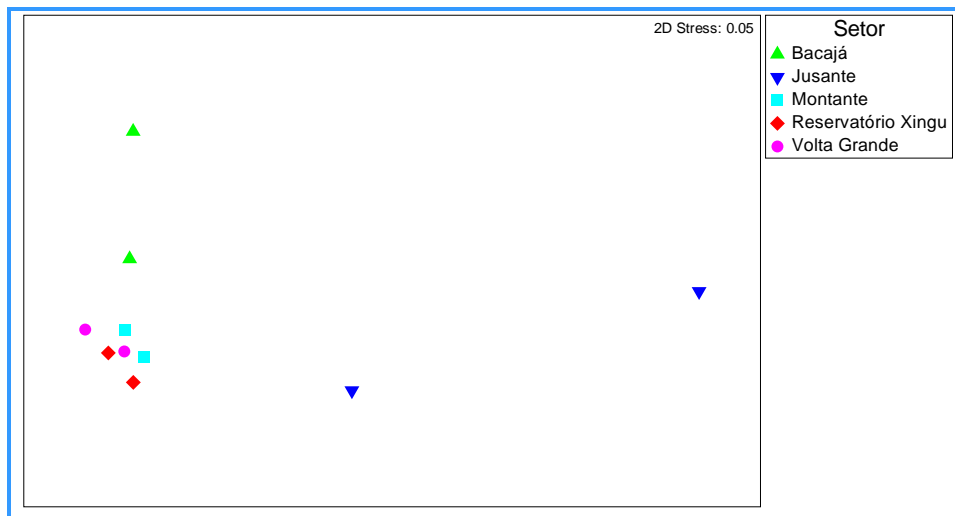 2D Stress: 0.05
Setor
Bacajá
Jusante
Montante
Reservatório Xingu
Volta Grande